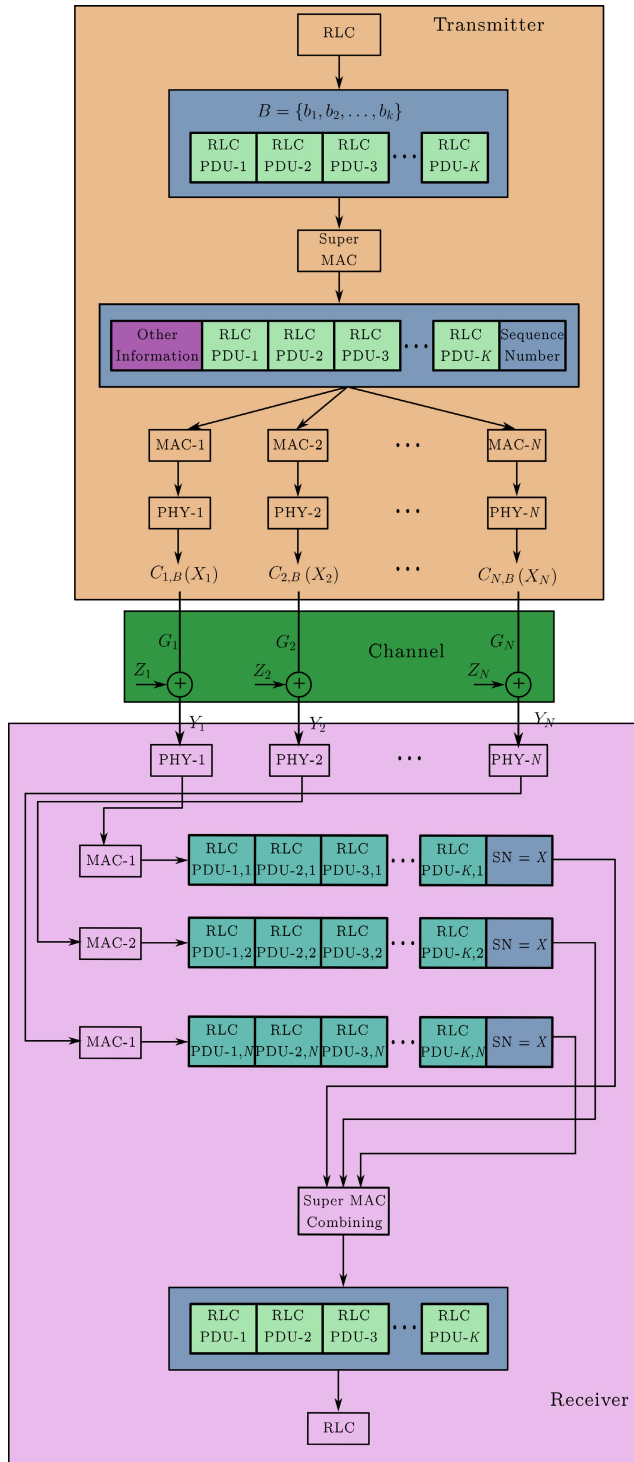 Transmitter
RLC
B = {b₁, b₂, . . . , bₖ}
RLC RLC RLC RLC
PDU-1 PDU-2 PDU-3 ··· PDU-K
Super
MAC
Other RLC RLC RLC RLC Sequence
Information PDU-1 PDU-2 PDU-3 ··· PDU-K Number
MAC-1 MAC-2 ··· MAC-N
PHY-1 PHY-2 ··· PHY-N
C₁,B(X₁) C₂,B(X₂) ··· C_N,B(X_N)
G₁ G₂ Channel G_N
Z₁ + Z₂ + Z_N +
Y₁ Y₂ Y_N
PHY-1 PHY-2 ··· PHY-N
MAC-1
RLC RLC RLC RLC SN = X
PDU-1,1 PDU-2,1 PDU-3,1 ··· PDU-K,1
MAC-2
RLC RLC RLC RLC SN = X
PDU-1,2 PDU-2,2 PDU-3,2 ··· PDU-K,2
MAC-1
RLC RLC RLC RLC SN = X
PDU-1,N PDU-2,N PDU-3,N ··· PDU-K,N
Super MAC
Combining
RLC RLC RLC RLC
PDU-1 PDU-2 PDU-3 ··· PDU-K
Receiver
RLC